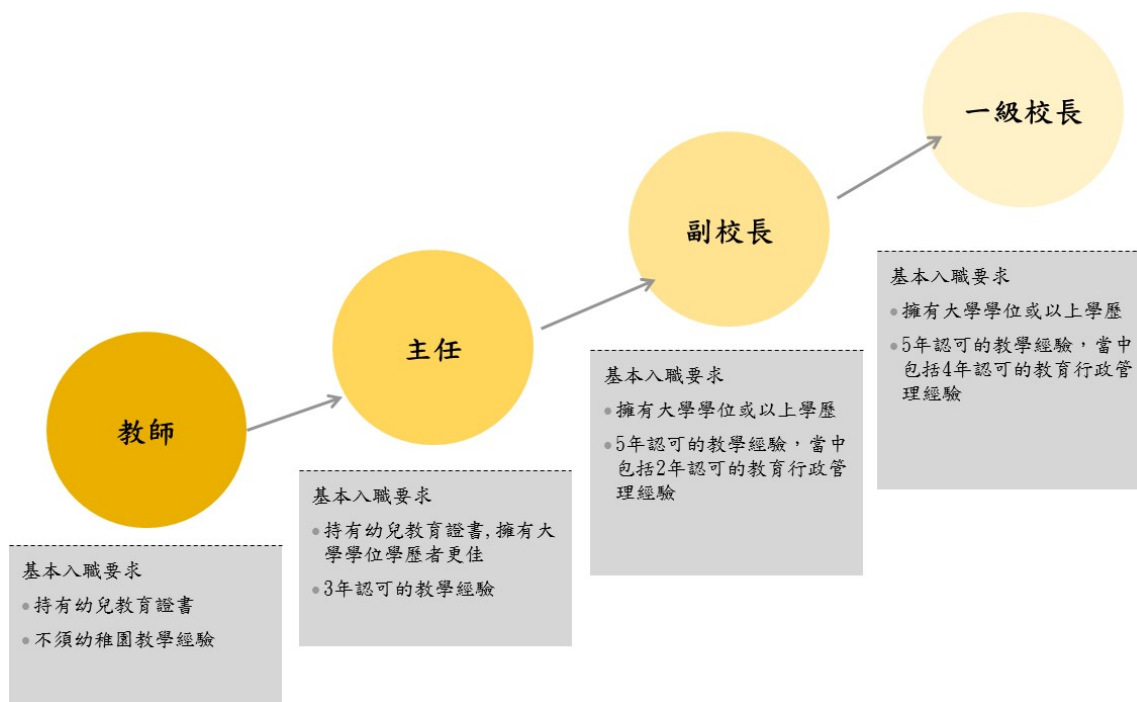 教師
基本入職要求
持有幼兒教育證書
不須幼稚園教學經驗
主任
基本入職要求
持有幼兒教育證書, 擁有大
學學位學歷者更佳
3年認可的教學經驗
副校長
基本入職要求
擁有大學學位或以上學歷
5年認可的教學經驗，當中
包括2年認可的教育行政管
理經驗
一級校長
基本入職要求
擁有大學學位或以上學歷
5年認可的教學經驗，當中
包括4年認可的教育行政管
理經驗